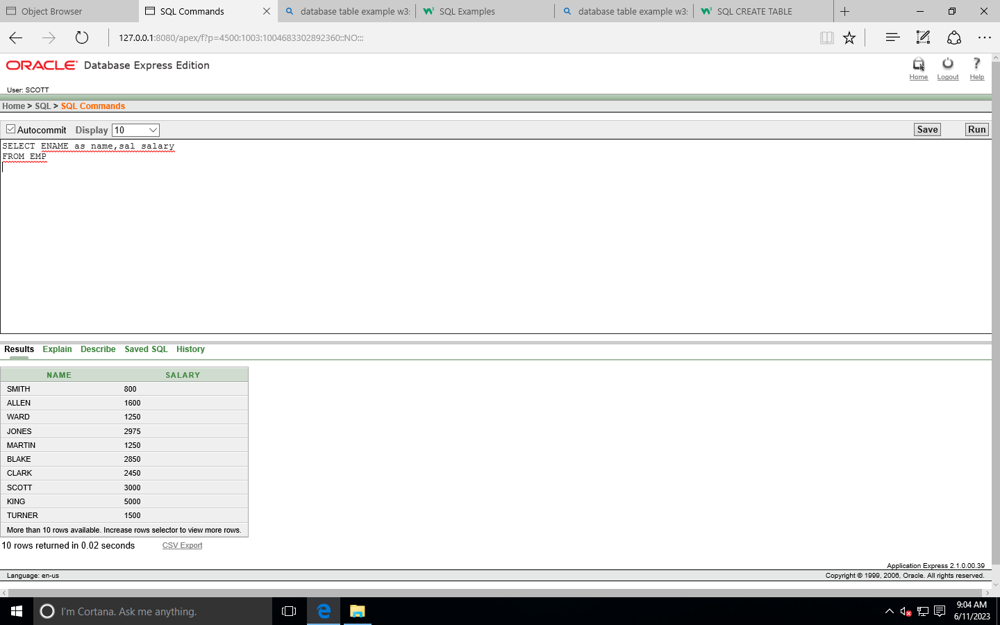 Object Browser
SQL Commands
database table example w3:
SQL Examples
database table example w3:
SQL CREATE TABLE
127.0.0.1:8080/apex/f?p=4500:1003:1004683302892360::NO:::
ORACLE Database Express Edition
Home
Logout
Help
User: SCOTT
Home > SQL > SQL Commands
Autocommit Display 10
Save
Run
SELECT ENAME as name,sal salary
FROM EMP
Results Explain Describe Saved SQL History
NAME SALARY
SMITH 800
ALLEN 1600
WARD 1250
JONES 2975
MARTIN 1250
BLAKE 2850
CLARK 2450
SCOTT 3000
KING 5000
TURNER 1500
More than 10 rows available. Increase rows selector to view more rows.
10 rows returned in 0.02 seconds
CSV Export
Application Express 2.1.0.00.39
Language: en-us
Copyright © 1999, 2006, Oracle. All rights reserved.
I'm Cortana. Ask me anything.
9:04 AM
6/11/2023